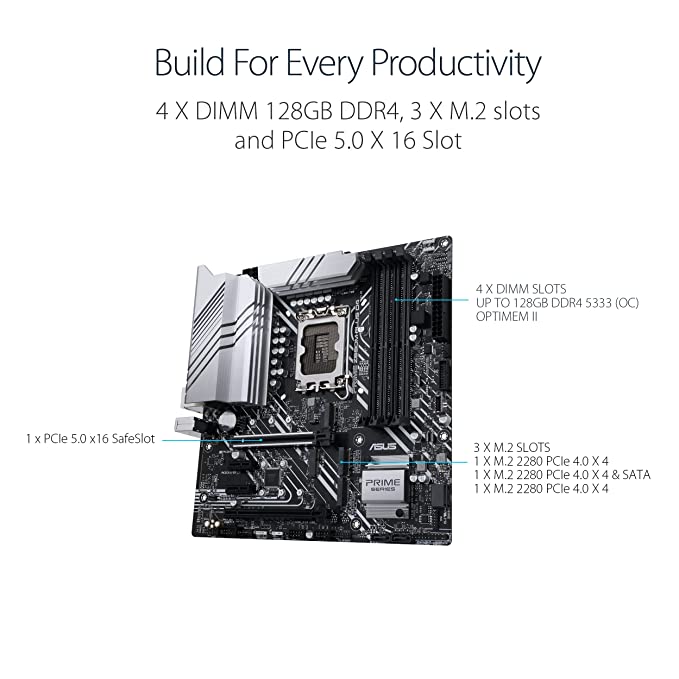 Build For Every Productivity
4 X DIMM 128GB DDR4, 3 X M.2 slots
and PCIe 5.0 X 16 Slot
4 X DIMM SLOTS
UP TO 128GB DDR4 5333 (OC)
OPTIMEM II
1 x PCIe 5.0 x16 SafeSlot
3 X M.2 SLOTS
1 X M.2 2280 PCIe 4.0 X 4
1 X M.2 2280 PCIe 4.0 X 4 & SATA
1 X M.2 2280 PCIe 4.0 X 4
ASUS
PRIME
SERIES